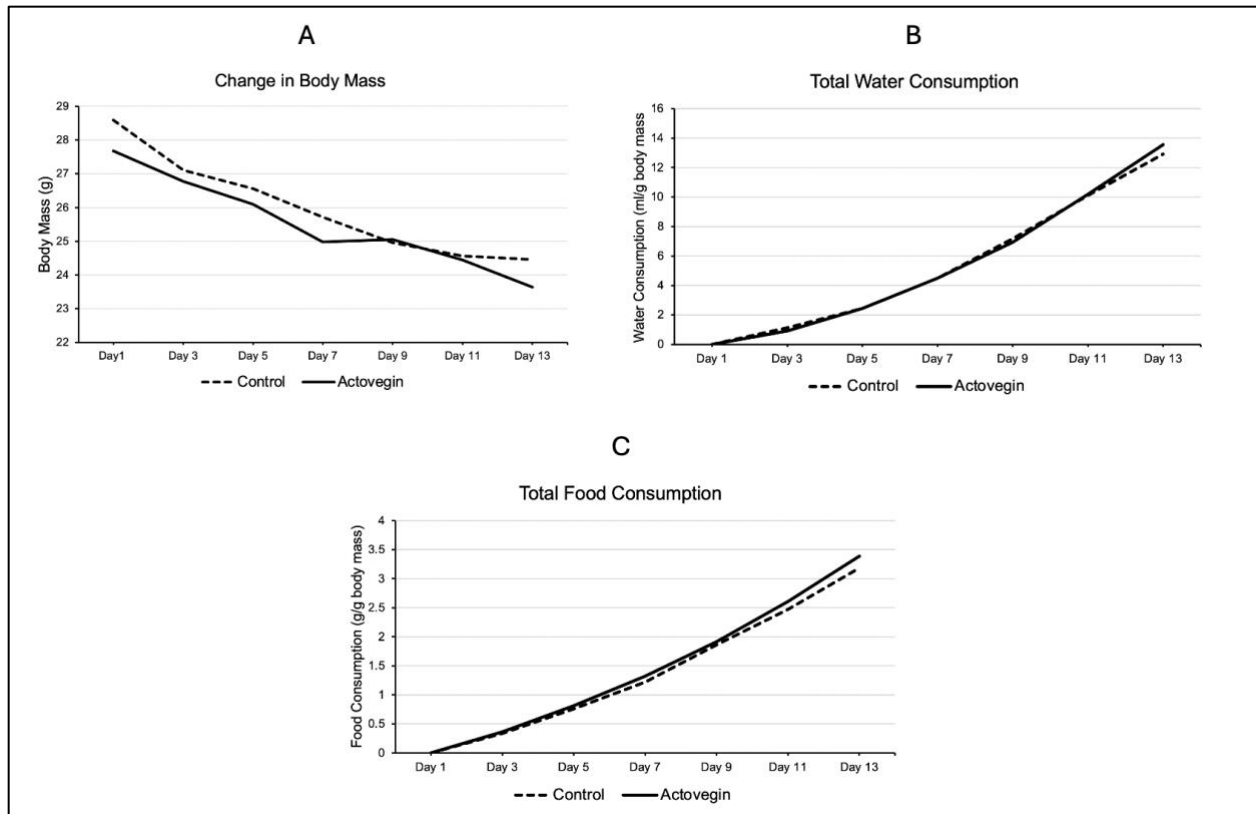 A
Change in Body Mass
Body Mass (g)
29
28
27
26
25
24
23
22
Day1 Day 3 Day 5 Day 7 Day 9 Day 11 Day 13
Control Actovegin
B
Total Water Consumption
Water Consumption (ml/g body mass
16
14
12
10
8
6
4
2
0
Day 1 Day 3 Day 5 Day 7 Day 9 Day 11 Day 13
Control Actovegin
C
Total Food Consumption
Food Consumption (g/g body mass)
4
3.5
3
2.5
2
1.5
1
0.5
0
Day 1 Day 3 Day 5 Day 7 Day 9 Day 11 Day 13
Control Actovegin